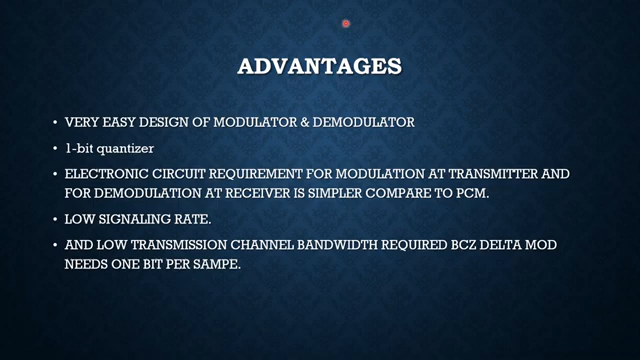 ADVANTAGES
• VERY EASY DESIGN OF MODULATOR & DEMODULATOR
• 1-bit quantizer
• ELECTRONIC CIRCUIT REQUIREMENT FOR MODULATION AT TRANSMITTER AND
FOR DEMODULATION AT RECEIVER IS SIMPLER COMPARE TO PCM.
• LOW SIGNALING RATE.
• AND LOW TRANSMISSION CHANNEL BANDWIDTH REQUIRED BCZ DELTA MOD
NEEDS ONE BIT PER SAMPE.